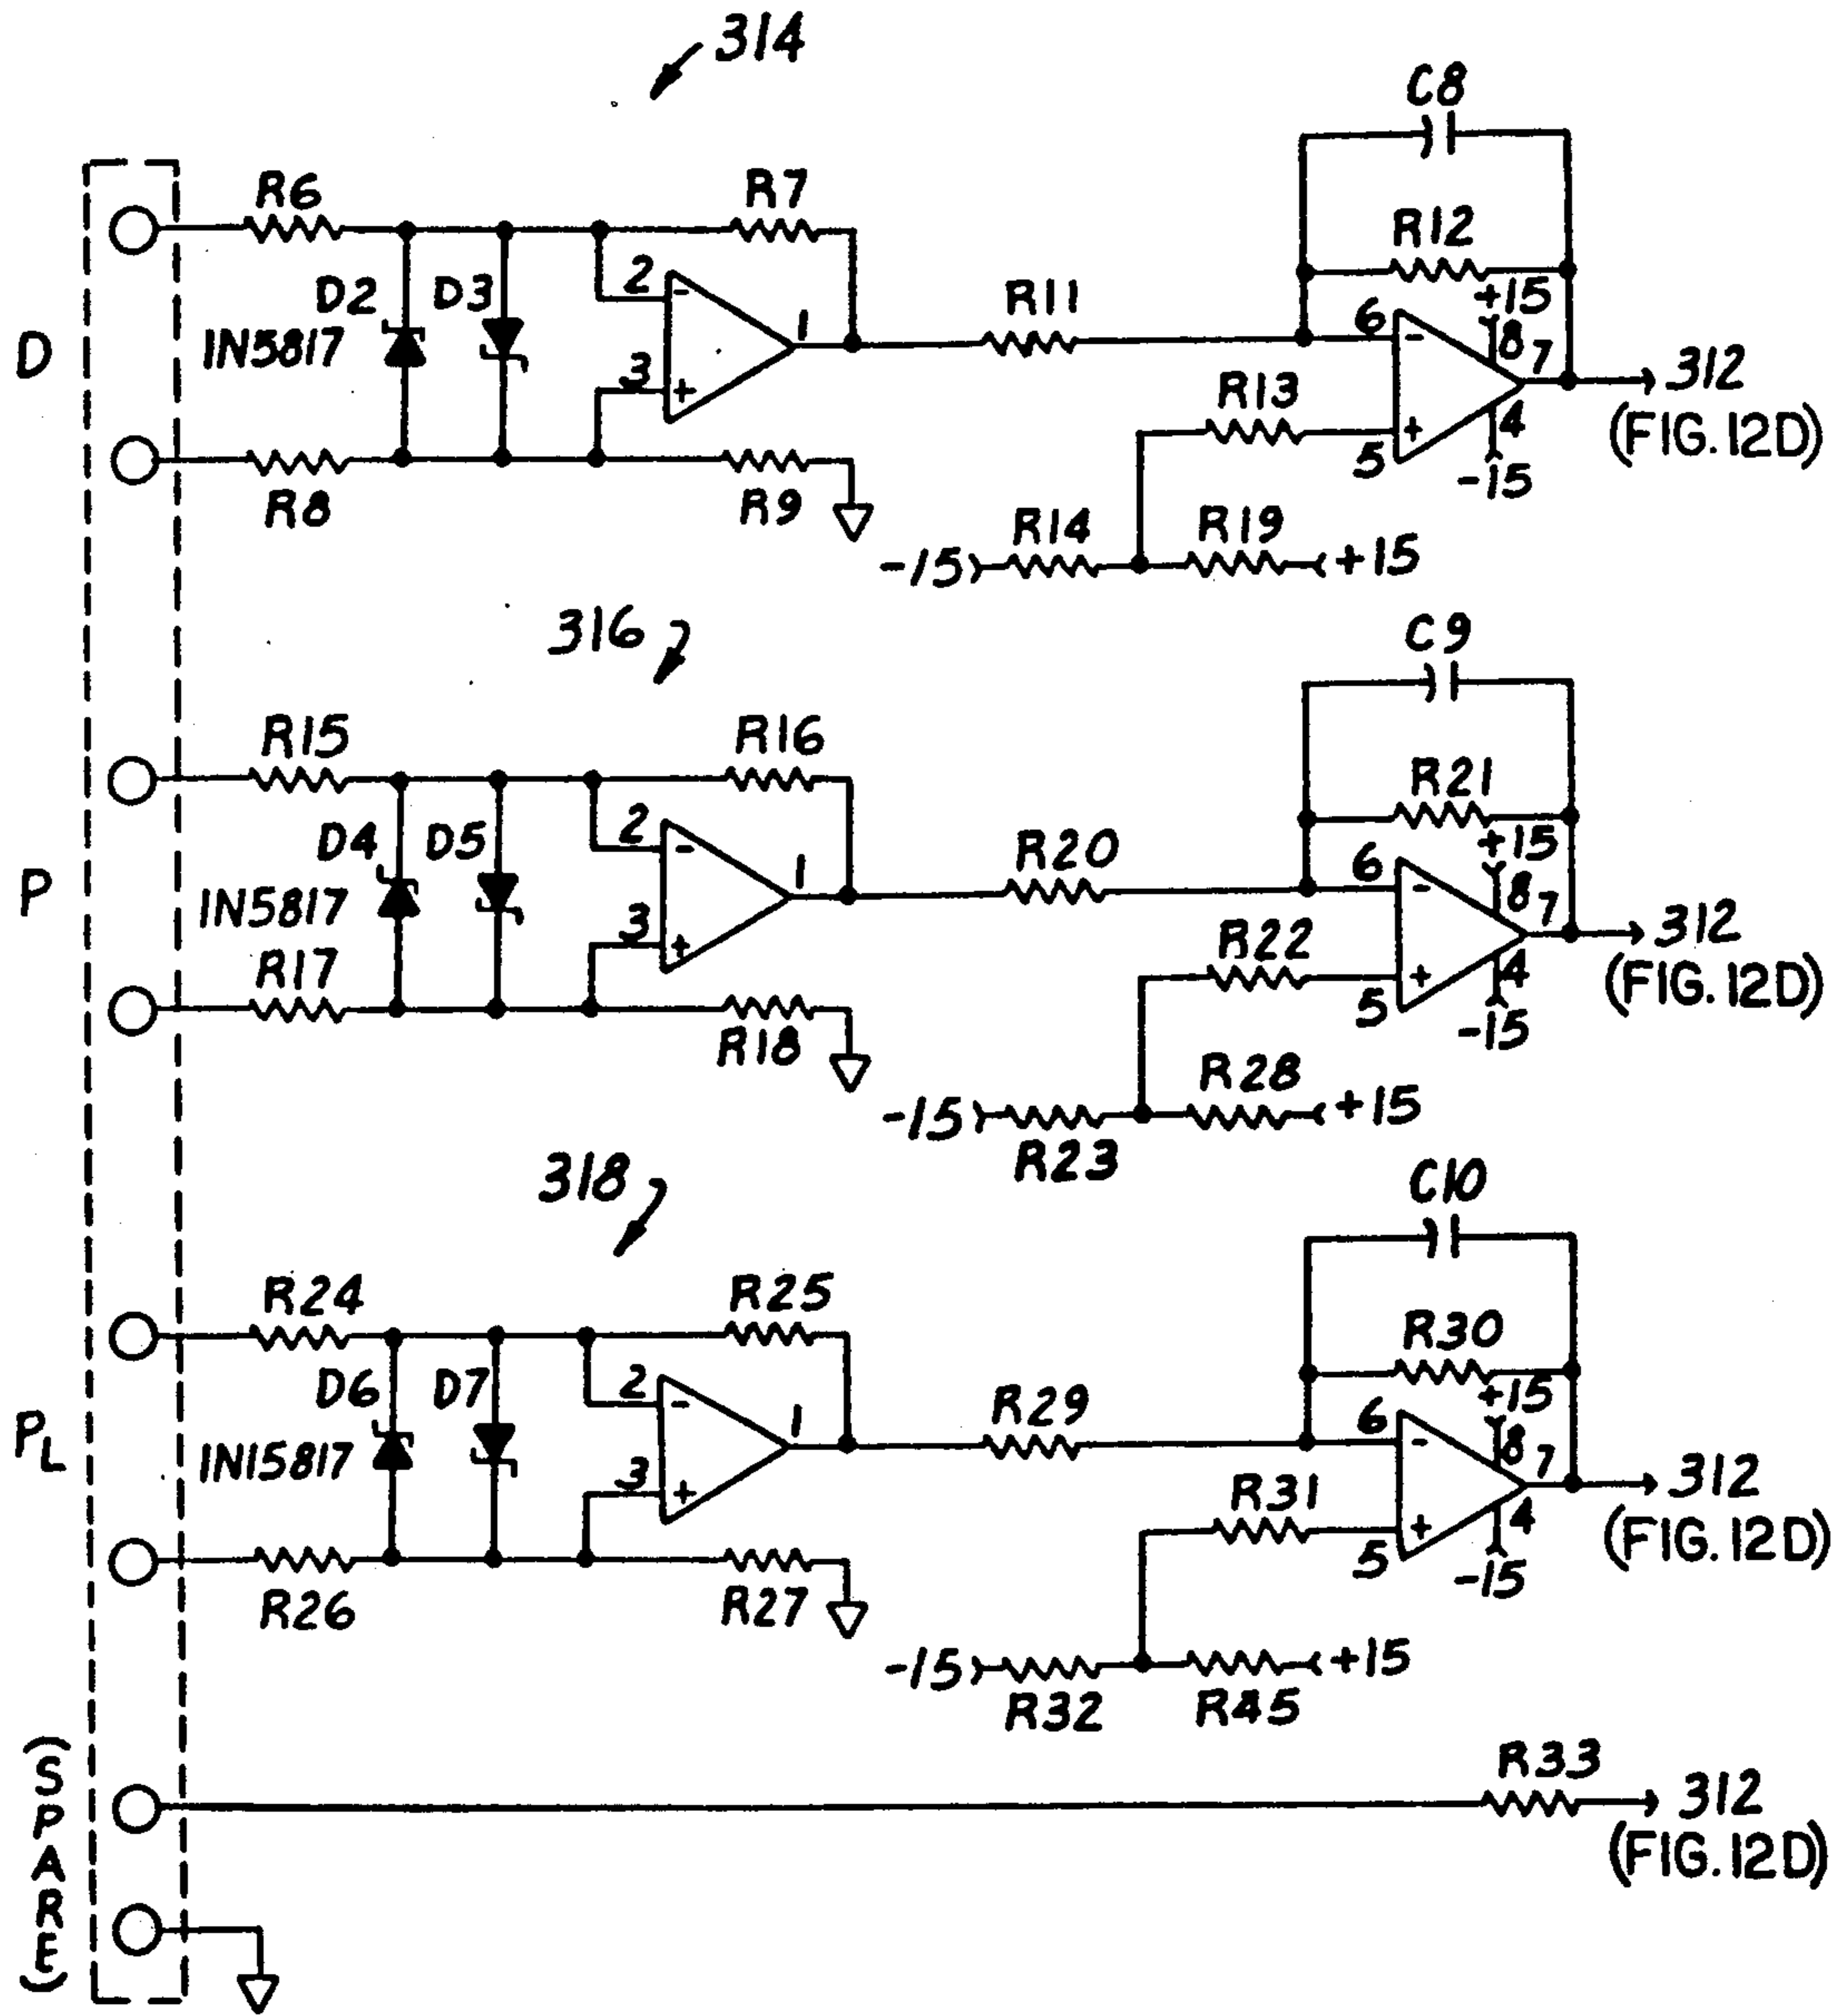 314
C8
R6
R7
R12
D2
D3
2
-
+15
R11
6
-
8
7
1
D
1N5817
312
3
+
R13
+
4
(FIG.12D)
5
-15
R8
R9
R14
R19
-15
+15
316
C9
R15
R16
R21
D4
D5
2
-
+15
R20
6
-
8
7
1
P
1N5817
312
3
+
R22
+
4
(FIG.12D)
R17
5
-15
R18
R28
-15
+15
R23
318
C10
R24
R25
R30
D6
D7
2
-
+15
R29
6
-
8
7
1
PL
1N15817
312
3
+
R31
+
4
(FIG.12D)
5
-15
R26
R27
-15
+15
R32
R45
(SPARE)
R33
312
(FIG.12D)